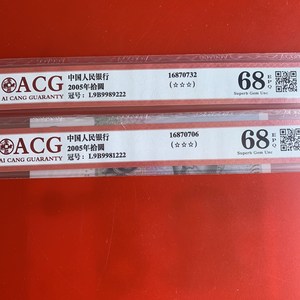 ACG
AI CANG GUARANTY
中国人民银行
2005年拾圆
冠号：L9B9989222
16870732
(☆☆☆)
68
EPQ
Superb Gem Unc
ACG
AI CANG GUARANTY
中国人民银行
2005年拾圆
冠号：L9B9981222
16870706
(☆☆☆)
68
EPQ
Superb Gem Unc